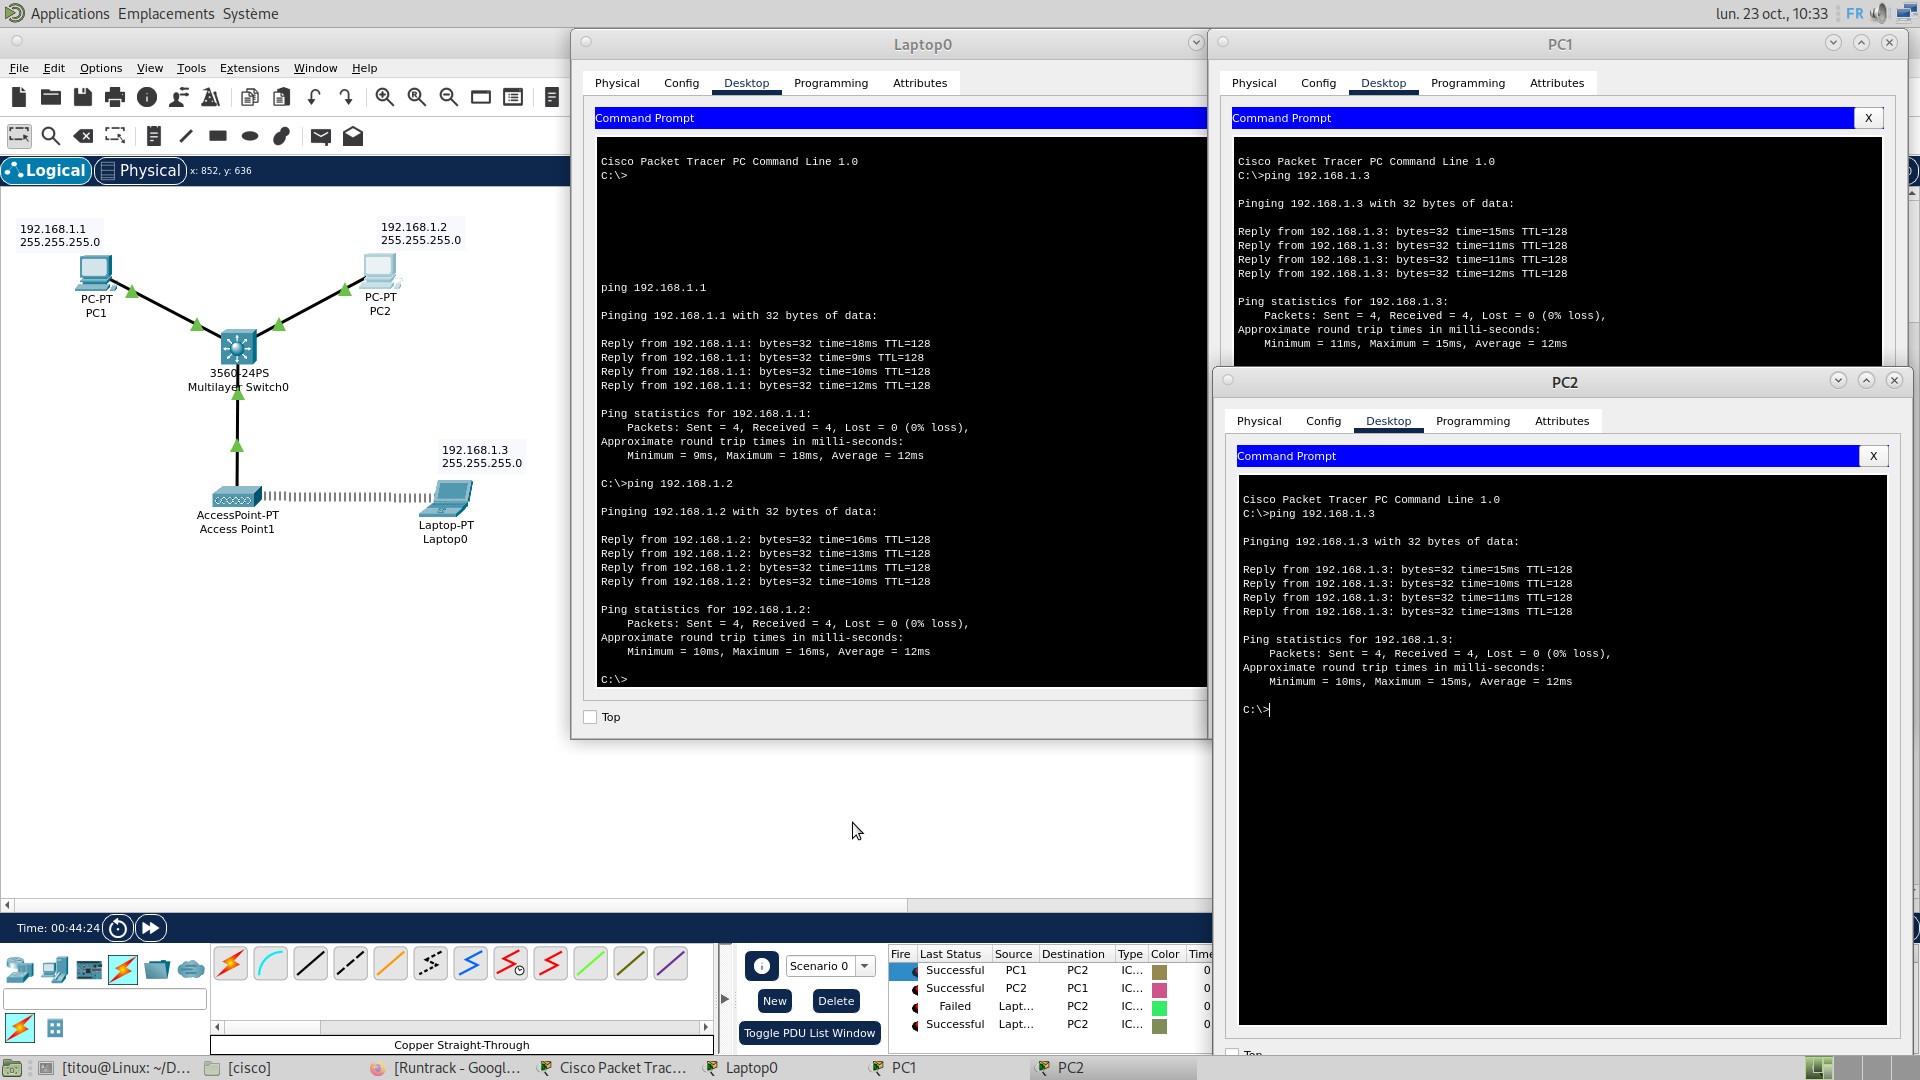 Applications Emplacements Système
lun. 23 oct., 10:33 FR
File Edit Options View Tools Extensions Window Help
Logical Physical x: 852, y: 636
192.168.1.1
255.255.255.0
PC-PT
PC1
192.168.1.2
255.255.255.0
PC-PT
PC2
3560-24PS
Multilayer Switch0
192.168.1.3
255.255.255.0
AccessPoint-PT
Access Point1
Laptop-PT
Laptop0
Laptop0
Physical Config Desktop Programming Attributes
Command Prompt
Cisco Packet Tracer PC Command Line 1.0
C:\>
ping 192.168.1.1
Pinging 192.168.1.1 with 32 bytes of data:
Reply from 192.168.1.1: bytes=32 time=18ms TTL=128
Reply from 192.168.1.1: bytes=32 time=9ms TTL=128
Reply from 192.168.1.1: bytes=32 time=10ms TTL=128
Reply from 192.168.1.1: bytes=32 time=12ms TTL=128
Ping statistics for 192.168.1.1:
Packets: Sent = 4, Received = 4, Lost = 0 (0% loss),
Approximate round trip times in milli-seconds:
Minimum = 9ms, Maximum = 18ms, Average = 12ms
C:\>ping 192.168.1.2
Pinging 192.168.1.2 with 32 bytes of data:
Reply from 192.168.1.2: bytes=32 time=16ms TTL=128
Reply from 192.168.1.2: bytes=32 time=13ms TTL=128
Reply from 192.168.1.2: bytes=32 time=11ms TTL=128
Reply from 192.168.1.2: bytes=32 time=10ms TTL=128
Ping statistics for 192.168.1.2:
Packets: Sent = 4, Received = 4, Lost = 0 (0% loss),
Approximate round trip times in milli-seconds:
Minimum = 10ms, Maximum = 16ms, Average = 12ms
C:\>
Top
PC1
Physical Config Desktop Programming Attributes
Command Prompt X
Cisco Packet Tracer PC Command Line 1.0
C:\>ping 192.168.1.3
Pinging 192.168.1.3 with 32 bytes of data:
Reply from 192.168.1.3: bytes=32 time=15ms TTL=128
Reply from 192.168.1.3: bytes=32 time=11ms TTL=128
Reply from 192.168.1.3: bytes=32 time=11ms TTL=128
Reply from 192.168.1.3: bytes=32 time=12ms TTL=128
Ping statistics for 192.168.1.3:
Packets: Sent = 4, Received = 4, Lost = 0 (0% loss),
Approximate round trip times in milli-seconds:
Minimum = 11ms, Maximum = 15ms, Average = 12ms
PC2
Physical Config Desktop Programming Attributes
Command Prompt X
Cisco Packet Tracer PC Command Line 1.0
C:\>ping 192.168.1.3
Pinging 192.168.1.3 with 32 bytes of data:
Reply from 192.168.1.3: bytes=32 time=15ms TTL=128
Reply from 192.168.1.3: bytes=32 time=10ms TTL=128
Reply from 192.168.1.3: bytes=32 time=11ms TTL=128
Reply from 192.168.1.3: bytes=32 time=13ms TTL=128
Ping statistics for 192.168.1.3:
Packets: Sent = 4, Received = 4, Lost = 0 (0% loss),
Approximate round trip times in milli-seconds:
Minimum = 10ms, Maximum = 15ms, Average = 12ms
C:\>
Time: 00:44:24
Copper Straight-Through
Scenario 0
New Delete
Toggle PDU List Window
Fire Last Status Source Destination Type Color Time
Successful PC1 PC2 IC... 0
Successful PC2 PC1 IC... 0
Failed Lapt... PC2 IC... 0
Successful Lapt... PC2 IC... 0
[titou@Linux: ~/D... [cisco] [Runtrack - Googl... Cisco Packet Trac... Laptop0 PC1 PC2